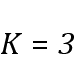 K = 3